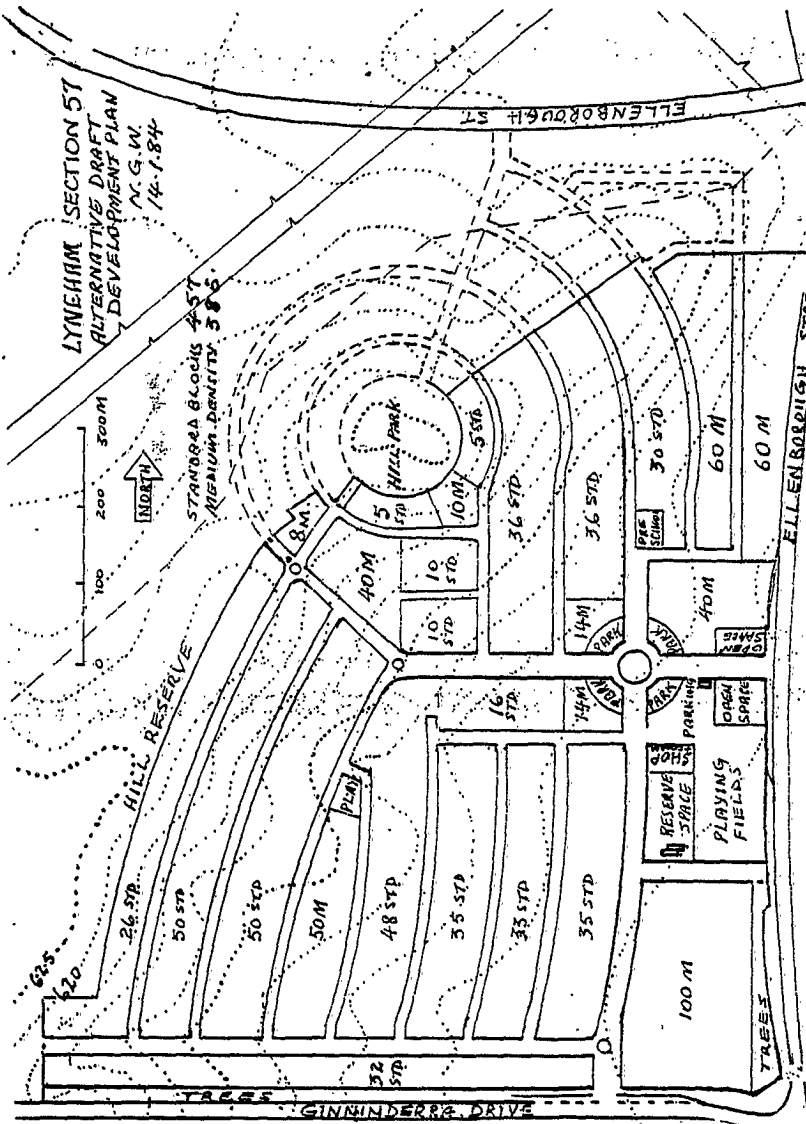 ELLENBOROUGH ST.
LYNEHAM SECTION 57
ALTERNATIVE DRAFT
DEVELOPMENT PLAN
N.G.W.
14.1.84
STANDARD BLOCKS 457
MEDIUM DENSITY 386.
0 100 200 300M
NORTH
HILL RESERVE
625
620
HILL PARK
8M
5 STD
10M
5 STD
40M
10 STD
10 STD
36 STD
36 STD
30 STD
60 M
60 M
PRE SCHOOL
14M
40M
PARK
PARK
PARK
PARK
OPEN SPACE
OPEN SPACE
PARKING
16 STD
14M
SHOP
RESERVE SPACE
PLAYING FIELDS
PLAY
26 STD
50 STD
50 STD
50M
48 STD
35 STD
33 STD
35 STD
100 M
32 STD
TREES
TREES
GINNINDERRA DRIVE
ELLENBOROUGH